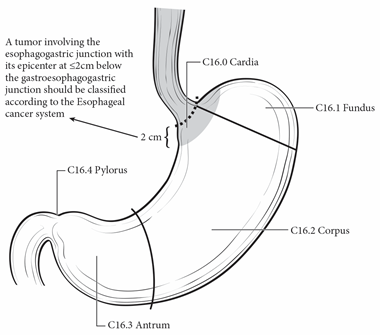 A tumor involving the
esophagogastric junction with
its epicenter at ≤2cm below
the gastroesophagogastric
junction should be classified
according to the Esophageal
cancer system
C16.0 Cardia
C16.1 Fundus
2 cm
C16.4 Pylorus
C16.2 Corpus
C16.3 Antrum